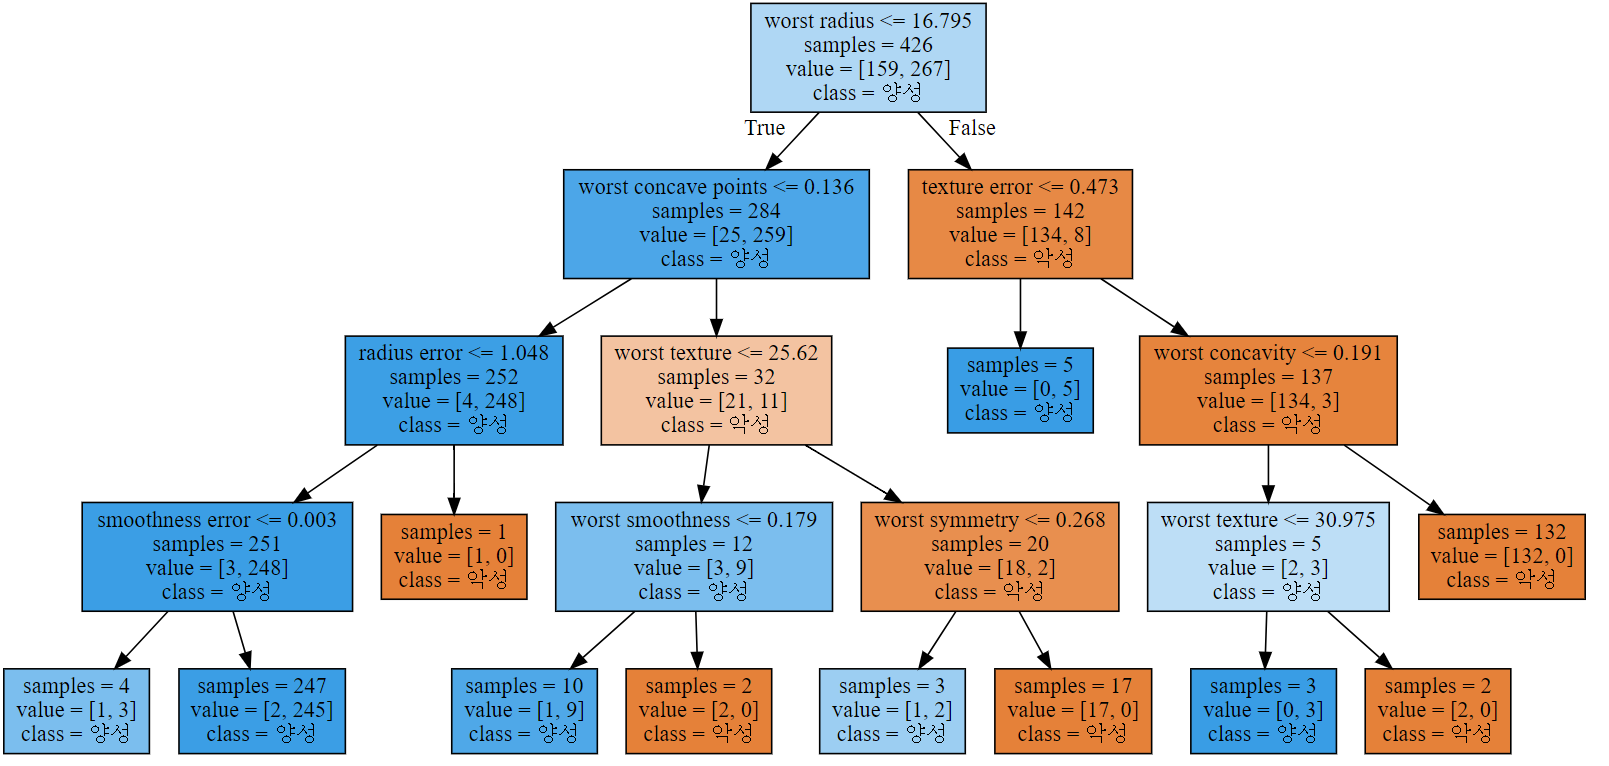 worst radius <= 16.795
samples = 426
value = [159, 267]
class = 양성
True
False
worst concave points <= 0.136
samples = 284
value = [25, 259]
class = 양성
texture error <= 0.473
samples = 142
value = [134, 8]
class = 악성
radius error <= 1.048
samples = 252
value = [4, 248]
class = 양성
worst texture <= 25.62
samples = 32
value = [21, 11]
class = 악성
samples = 5
value = [0, 5]
class = 양성
worst concavity <= 0.191
samples = 137
value = [134, 3]
class = 악성
smoothness error <= 0.003
samples = 251
value = [3, 248]
class = 양성
samples = 1
value = [1, 0]
class = 악성
worst smoothness <= 0.179
samples = 12
value = [3, 9]
class = 양성
worst symmetry <= 0.268
samples = 20
value = [18, 2]
class = 악성
worst texture <= 30.975
samples = 5
value = [2, 3]
class = 양성
samples = 132
value = [132, 0]
class = 악성
samples = 4
value = [1, 3]
class = 양성
samples = 247
value = [2, 245]
class = 양성
samples = 10
value = [1, 9]
class = 양성
samples = 2
value = [2, 0]
class = 악성
samples = 3
value = [1, 2]
class = 양성
samples = 17
value = [17, 0]
class = 악성
samples = 3
value = [0, 3]
class = 양성
samples = 2
value = [2, 0]
class = 악성